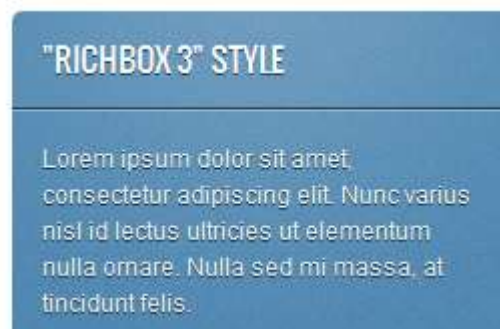 "RICHBOX 3" STYLE
Lorem ipsum dolor sit amet,
consectetur adipiscing elit. Nunc varius
nisl id lectus ultricies ut elementum
nulla ornare. Nulla sed mi massa, at
tincidunt felis.